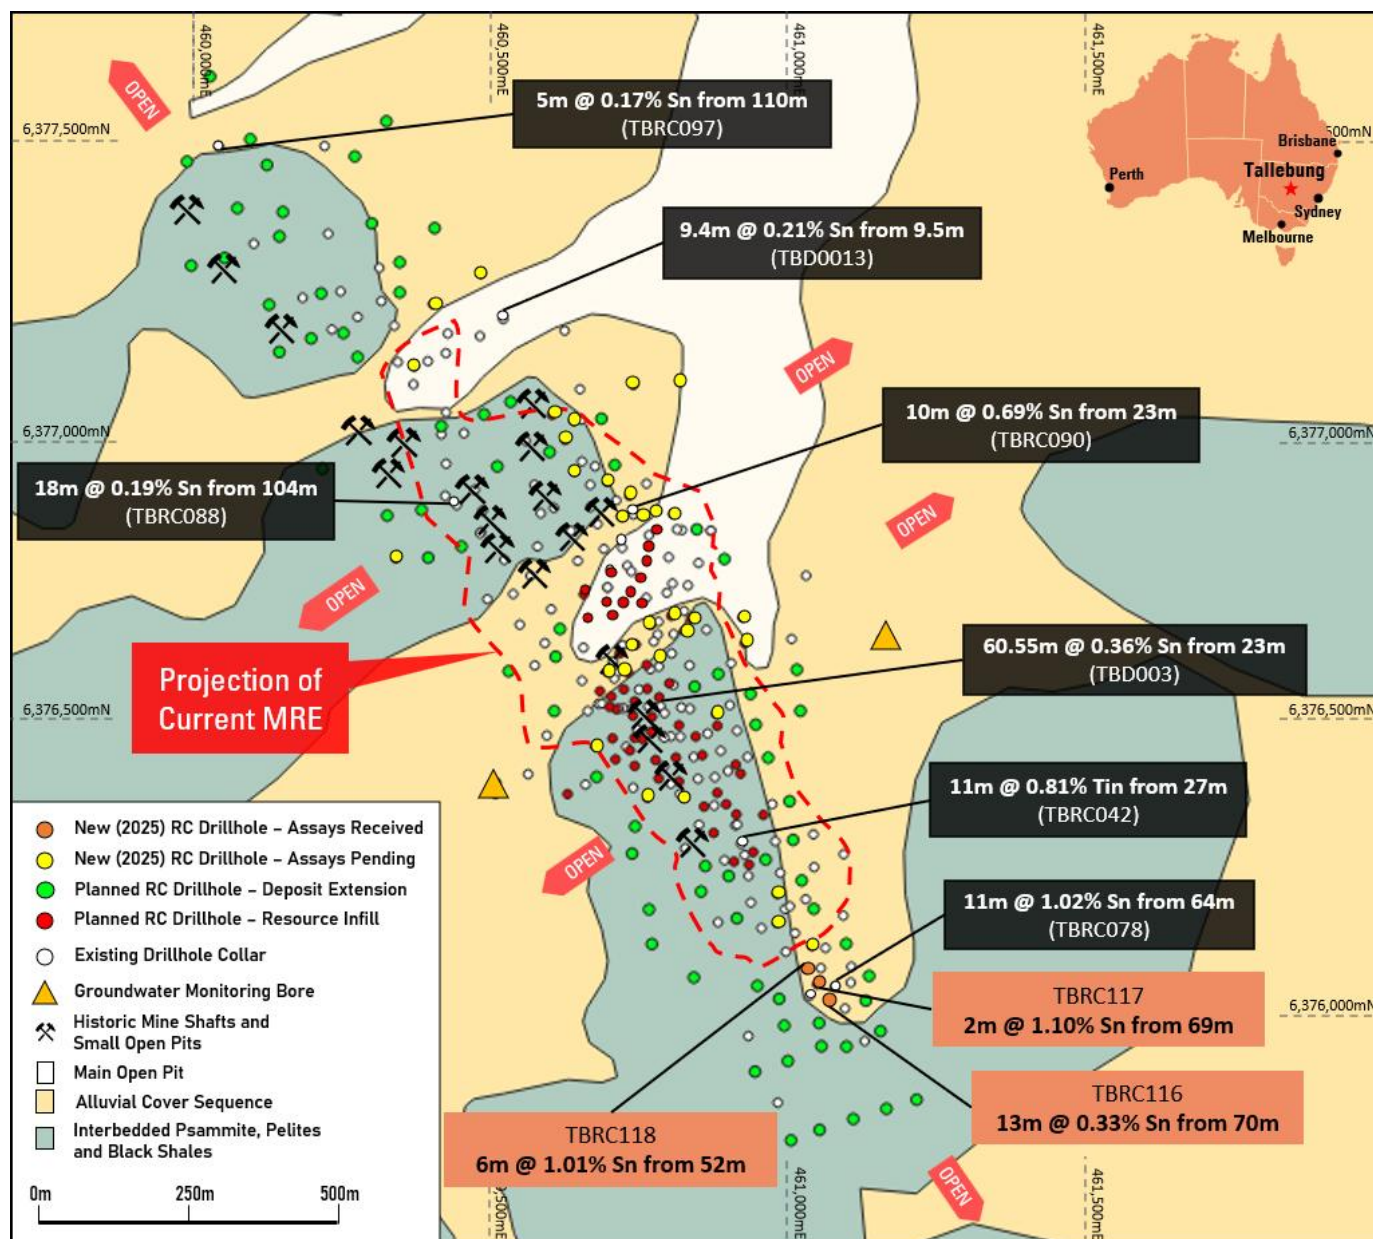 460,000mE
460,500mE
461,000mE
461,500mE
OPEN
5m @ 0.17% Sn from 110m
(TBRC097)
6,377,500mN
500mN
Brisbane
Perth
Tallebung
Sydney
Melbourne
9.4m @ 0.21% Sn from 9.5m
(TBD0013)
OPEN
10m @ 0.69% Sn from 23m
(TBRC090)
6,377,000mN
6,377,000mN
18m @ 0.19% Sn from 104m
(TBRC088)
OPEN
OPEN
60.55m @ 0.36% Sn from 23m
(TBD003)
Projection of
Current MRE
6,376,500mN
6,376,500mN
11m @ 0.81% Tin from 27m
(TBRC042)
OPEN
11m @ 1.02% Sn from 64m
(TBRC078)
TBRC117
2m @ 1.10% Sn from 69m
6,376,000mN
TBRC116
13m @ 0.33% Sn from 70m
TBRC118
6m @ 1.01% Sn from 52m
OPEN
461,000mE
461,500mE
New (2025) RC Drillhole – Assays Received
New (2025) RC Drillhole – Assays Pending
Planned RC Drillhole – Deposit Extension
Planned RC Drillhole – Resource Infill
Existing Drillhole Collar
Groundwater Monitoring Bore
Historic Mine Shafts and
Small Open Pits
Main Open Pit
Alluvial Cover Sequence
Interbedded Psammite, Pelites
and Black Shales
0m
250m
500m